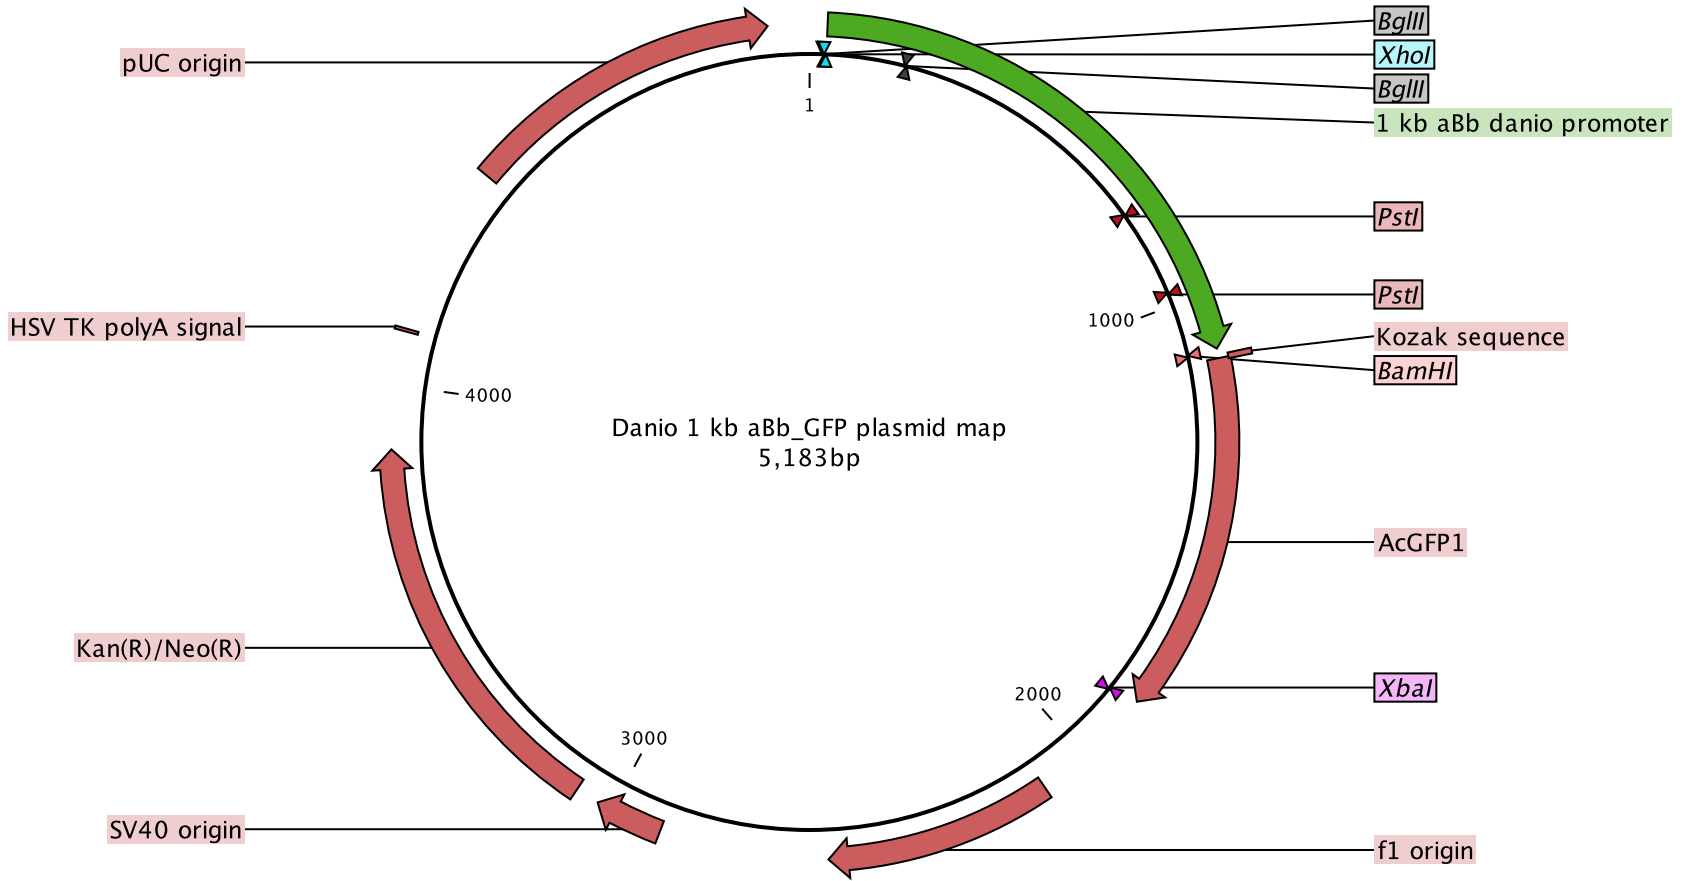 BglII
pUC origin
XhoI
BglII
1
1 kb aBb danio promoter
PstI
PstI
1000
HSV TK polyA signal
Kozak sequence
BamHI
4000
Danio 1 kb aBb_GFP plasmid map
5,183bp
AcGFP1
Kan(R)/Neo(R)
XbaI
2000
3000
SV40 origin
f1 origin